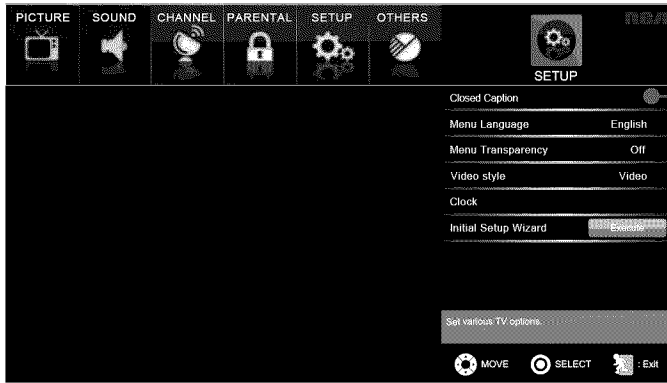 PICTURE SOUND CHANNEL PARENTAL SETUP OTHERS
RCA
SETUP
Closed Caption
Menu Language English
Menu Transparency Off
Video style Video
Clock
Initial Setup Wizard Execute
Set various TV options.
MOVE SELECT : Exit